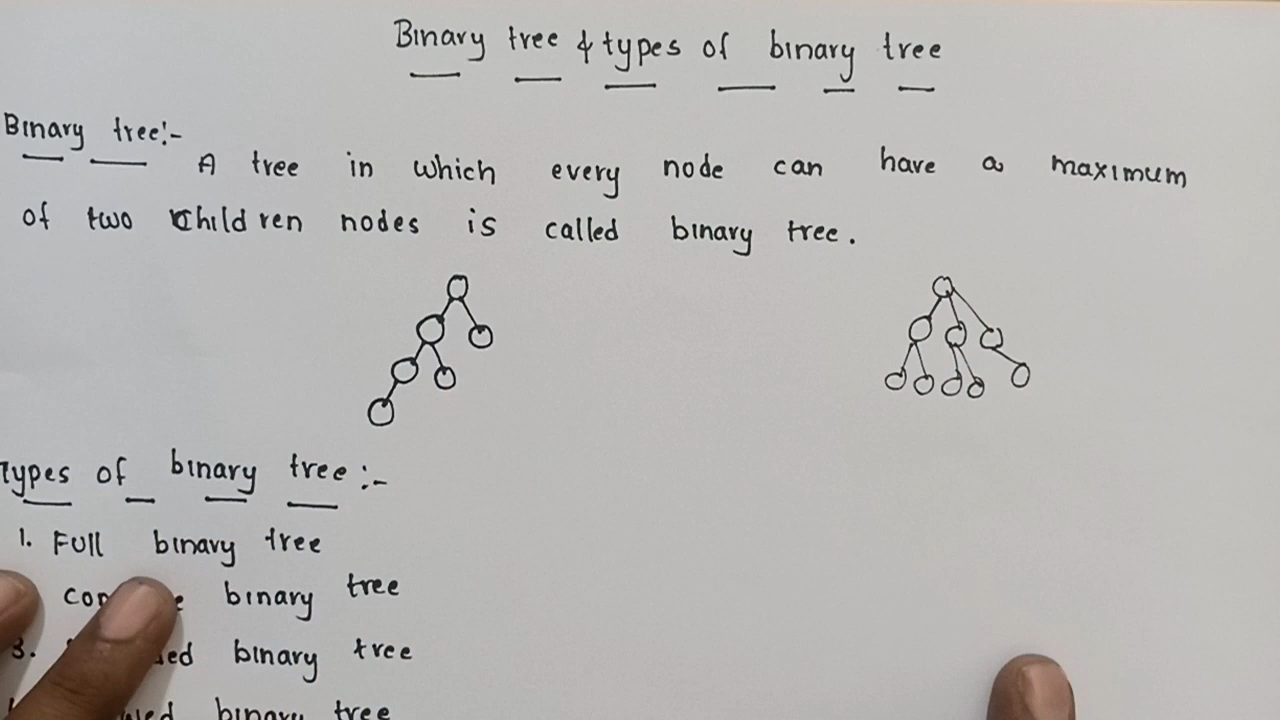 Binary tree & types of binary tree
Binary tree:-
A tree in which every node can have a maximum
of two children nodes is called binary tree.
Types of binary tree:-
1. Full binary tree
binary tree
3. binary tree
binary tree